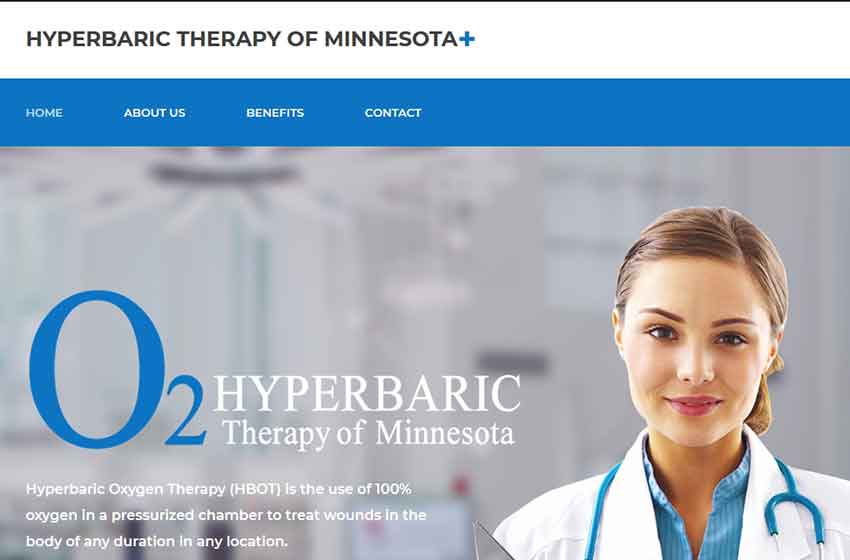 HYPERBARIC THERAPY OF MINNESOTA+
HOME ABOUT US BENEFITS CONTACT
O2 HYPERBARIC
Therapy of Minnesota
Hyperbaric Oxygen Therapy (HBOT) is the use of 100%
oxygen in a pressurized chamber to treat wounds in the
body of any duration in any location.